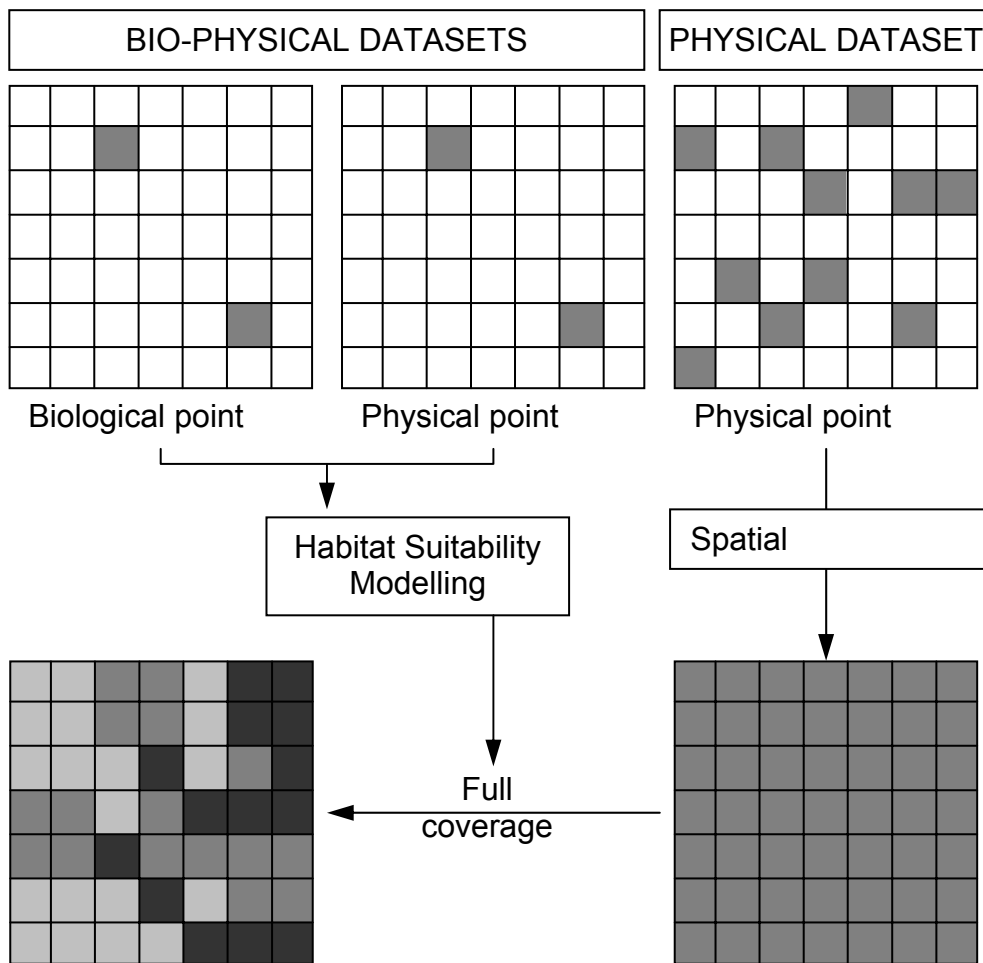 BIO-PHYSICAL DATASETS
PHYSICAL DATASET
Biological point
Physical point
Physical point
Habitat Suitability
Modelling
Spatial
Full
coverage